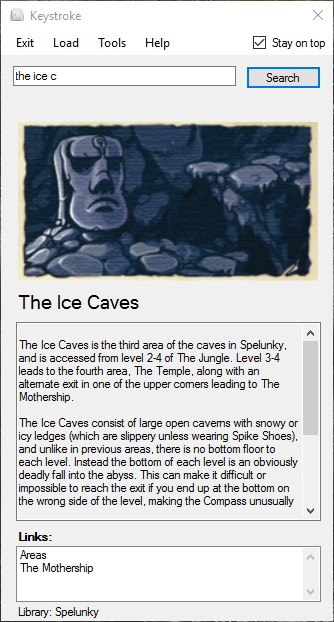 Keystroke
Exit Load Tools Help Stay on top
the ice c Search
The Ice Caves
The Ice Caves is the third area of the caves in Spelunky,
and is accessed from level 2-4 of The Jungle. Level 3-4
leads to the fourth area, The Temple, along with an
alternate exit in one of the upper corners leading to The
Mothership.
The Ice Caves consist of large open caverns with snowy or
icy ledges (which are slippery unless wearing Spike Shoes),
and unlike in previous areas, there is no bottom floor to
each level. Instead the bottom of each level is an obviously
deadly fall into the abyss. This can make it difficult or
impossible to reach the exit if you end up at the bottom on
the wrong side of the level, making the Compass unusually
Links:
Areas
The Mothership
Library: Spelunky